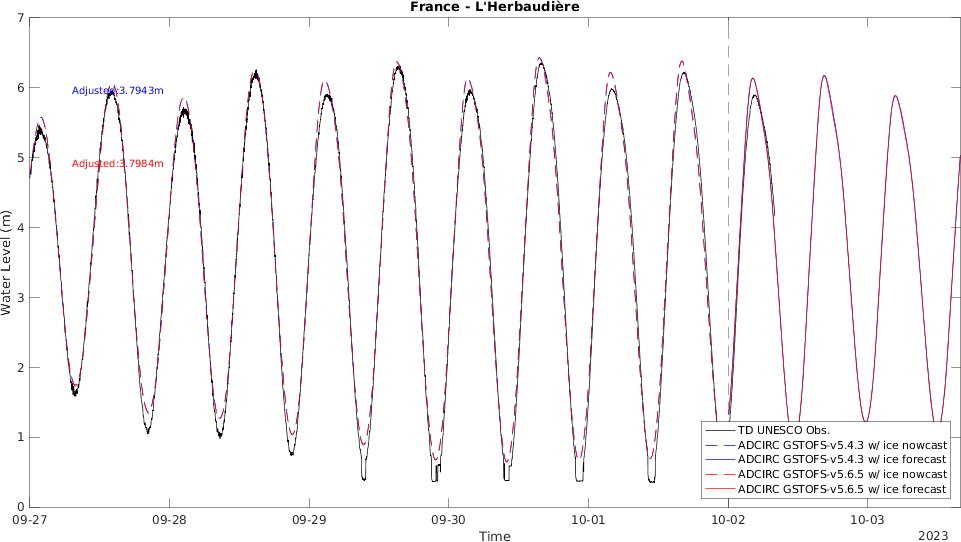 France - L'Herbaudière
7
6
5
4
3
2
1
0
Water Level (m)
Adjusted:3.7943m
Adjusted:3.7984m
TD UNESCO Obs.
ADCIRC GSTOFS-v5.4.3 w/ ice nowcast
ADCIRC GSTOFS-v5.4.3 w/ ice forecast
ADCIRC GSTOFS-v5.6.5 w/ ice nowcast
ADCIRC GSTOFS-v5.6.5 w/ ice forecast
09-27 09-28 09-29 09-30 10-01 10-02 10-03
Time
2023